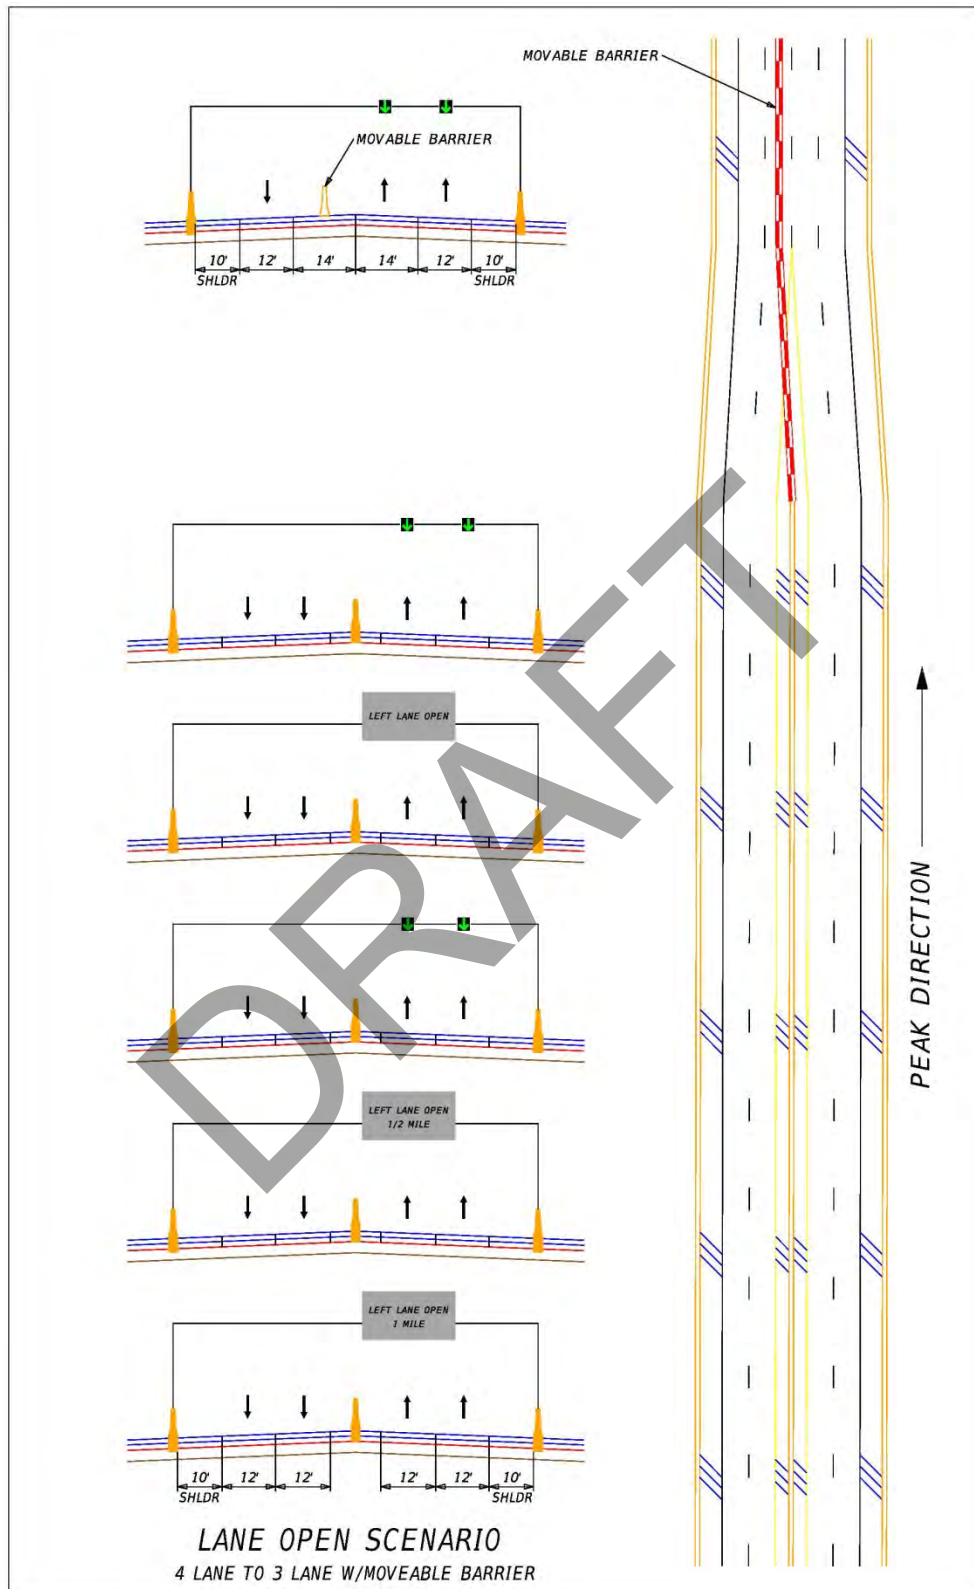 MOVABLE BARRIER
MOVABLE BARRIER
10' 12' 14' 14' 12' 10'
SHLDR SHLDR
LEFT LANE OPEN
LEFT LANE OPEN
1/2 MILE
LEFT LANE OPEN
1 MILE
10' 12' 12' 12' 12' 10'
SHLDR SHLDR
PEAK DIRECTION
DRAFT
LANE OPEN SCENARIO
4 LANE TO 3 LANE W/MOVEABLE BARRIER